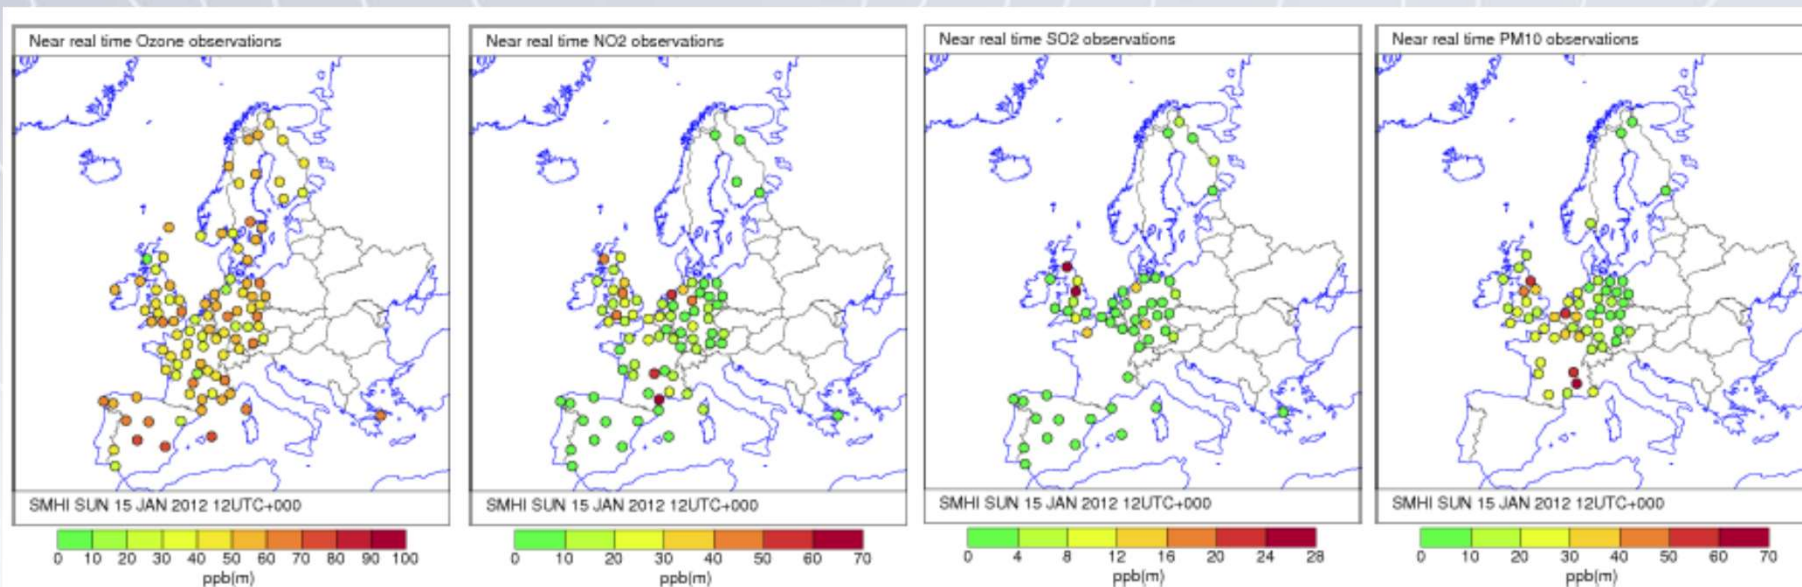 Near real time Ozone observations
SMHI SUN 15 JAN 2012 12UTC+000
0 10 20 30 40 50 60 70 80 90 100
ppb(m)
Near real time NO2 observations
SMHI SUN 15 JAN 2012 12UTC+000
0 10 20 30 40 50 60 70
ppb(m)
Near real time SO2 observations
SMHI SUN 15 JAN 2012 12UTC+000
0 4 8 12 16 20 24 28
ppb(m)
Near real time PM10 observations
SMHI SUN 15 JAN 2012 12UTC+000
0 10 20 30 40 50 60 70
ppb(m)